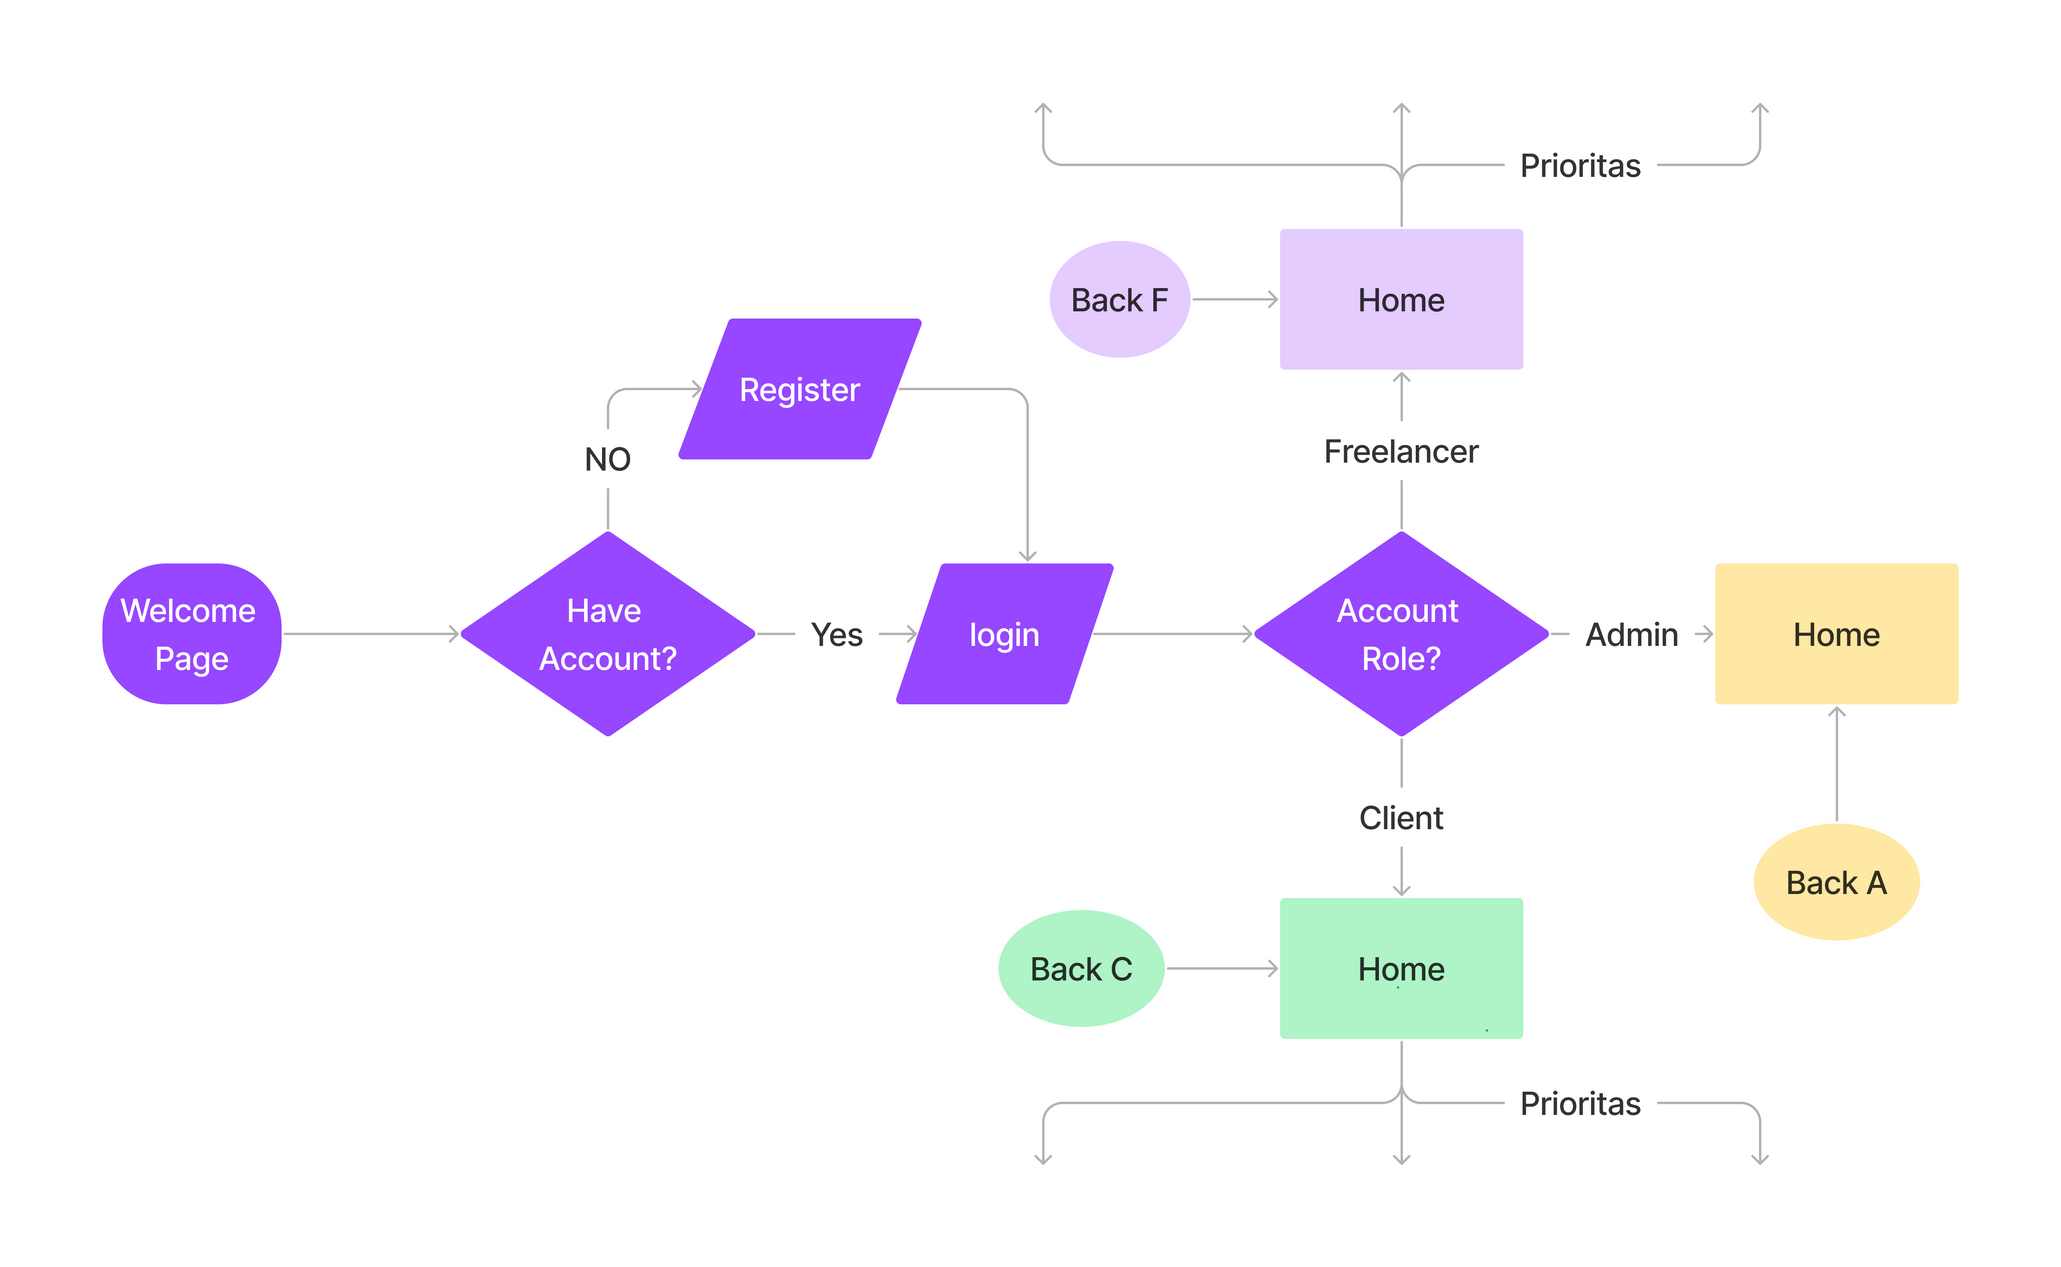 Prioritas
Back F
Home
Register
NO
Freelancer
Welcome
Page
Have
Account?
Yes
login
Account
Role?
Admin
Home
Client
Back A
Back C
Home
Prioritas